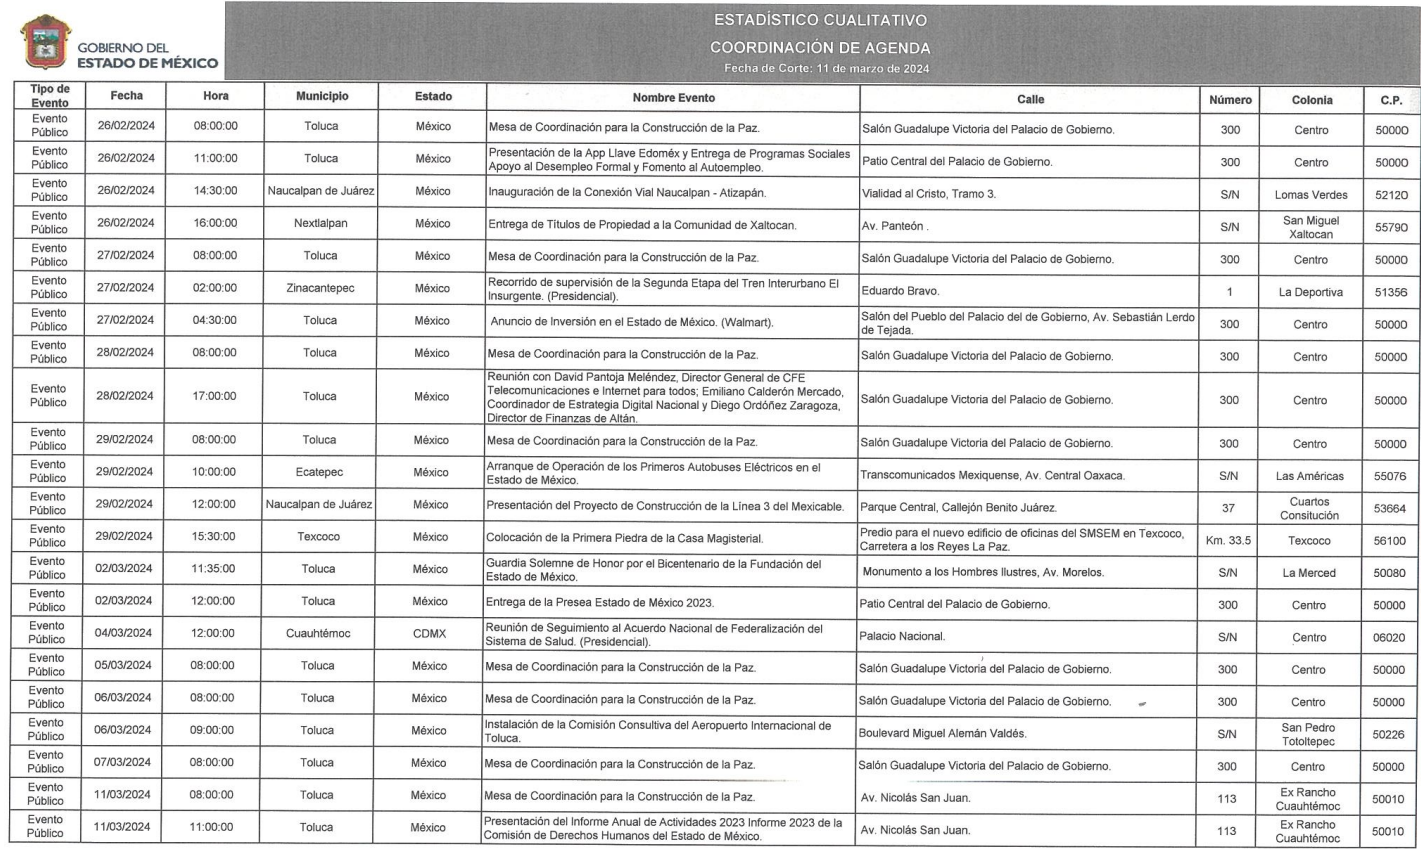 GOBIERNO DEL
ESTADO DE MÉXICO
ESTADÍSTICO CUALITATIVO
COORDINACIÓN DE AGENDA
Fecha de Corte: 11 de marzo de 2024
Tipo de Evento Fecha Hora Municipio Estado Nombre Evento Calle Número Colonia C.P.
Evento Público 26/02/2024 08:00:00 Toluca México Mesa de Coordinación para la Construcción de la Paz. Salón Guadalupe Victoria del Palacio de Gobierno. 300 Centro 50000
Evento Público 26/02/2024 11:00:00 Toluca México Presentación de la App Llave Edoméx y Entrega de Programas Sociales Apoyo al Desempleo Formal y Fomento al Autoempleo. Patio Central del Palacio de Gobierno. 300 Centro 50000
Evento Público 26/02/2024 14:30:00 Naucalpan de Juárez México Inauguración de la Conexión Vial Naucalpan - Atizapán. Vialidad al Cristo, Tramo 3. S/N Lomas Verdes 52120
Evento Público 26/02/2024 16:00:00 Nextlalpan México Entrega de Títulos de Propiedad a la Comunidad de Xaltocan. Av. Panteón . S/N San Miguel Xaltocan 55790
Evento Público 27/02/2024 08:00:00 Toluca México Mesa de Coordinación para la Construcción de la Paz. Salón Guadalupe Victoria del Palacio de Gobierno. 300 Centro 50000
Evento Público 27/02/2024 02:00:00 Zinacantepec México Recorrido de supervisión de la Segunda Etapa del Tren Interurbano El Insurgente. (Presidencial). Eduardo Bravo. 1 La Deportiva 51356
Evento Público 27/02/2024 04:30:00 Toluca México Anuncio de Inversión en el Estado de México. (Walmart). Salón del Pueblo del Palacio del de Gobierno, Av. Sebastián Lerdo de Tejada. 300 Centro 50000
Evento Público 28/02/2024 08:00:00 Toluca México Mesa de Coordinación para la Construcción de la Paz. Salón Guadalupe Victoria del Palacio de Gobierno. 300 Centro 50000
Evento Público 28/02/2024 17:00:00 Toluca México Reunión con David Pantoja Meléndez, Director General de CFE Telecomunicaciones e Internet para todos; Emiliano Calderón Mercado, Coordinador de Estrategia Digital Nacional y Diego Ordóñez Zaragoza, Director de Finanzas de Altán. Salón Guadalupe Victoria del Palacio de Gobierno. 300 Centro 50000
Evento Público 29/02/2024 08:00:00 Toluca México Mesa de Coordinación para la Construcción de la Paz. Salón Guadalupe Victoria del Palacio de Gobierno. 300 Centro 50000
Evento Público 29/02/2024 10:00:00 Ecatepec México Arranque de Operación de los Primeros Autobuses Eléctricos en el Estado de México. Transcomunicados Mexiquense, Av. Central Oaxaca. S/N Las Américas 55076
Evento Público 29/02/2024 12:00:00 Naucalpan de Juárez México Presentación del Proyecto de Construcción de la Línea 3 del Mexicable. Parque Central, Callejón Benito Juárez. 37 Cuartos Consitución 53664
Evento Público 29/02/2024 15:30:00 Texcoco México Colocación de la Primera Piedra de la Casa Magisterial. Predio para el nuevo edificio de oficinas del SMSEM en Texcoco, Carretera a los Reyes La Paz. Km. 33.5 Texcoco 56100
Evento Público 02/03/2024 11:35:00 Toluca México Guardia Solemne de Honor por el Bicentenario de la Fundación del Estado de México. Monumento a los Hombres Ilustres, Av. Morelos. S/N La Merced 50080
Evento Público 02/03/2024 12:00:00 Toluca México Entrega de la Presea Estado de México 2023. Patio Central del Palacio de Gobierno. 300 Centro 50000
Evento Público 04/03/2024 12:00:00 Cuauhtémoc CDMX Reunión de Seguimiento al Acuerdo Nacional de Federalización del Sistema de Salud. (Presidencial). Palacio Nacional. S/N Centro 06020
Evento Público 05/03/2024 08:00:00 Toluca México Mesa de Coordinación para la Construcción de la Paz. Salón Guadalupe Victoria del Palacio de Gobierno. 300 Centro 50000
Evento Público 06/03/2024 08:00:00 Toluca México Mesa de Coordinación para la Construcción de la Paz. Salón Guadalupe Victoria del Palacio de Gobierno. 300 Centro 50000
Evento Público 06/03/2024 09:00:00 Toluca México Instalación de la Comisión Consultiva del Aeropuerto Internacional de Toluca. Boulevard Miguel Alemán Valdés. S/N San Pedro Totoltepec 50226
Evento Público 07/03/2024 08:00:00 Toluca México Mesa de Coordinación para la Construcción de la Paz. Salón Guadalupe Victoria del Palacio de Gobierno. 300 Centro 50000
Evento Público 11/03/2024 08:00:00 Toluca México Mesa de Coordinación para la Construcción de la Paz. Av. Nicolás San Juan. 113 Ex Rancho Cuauhtémoc 50010
Evento Público 11/03/2024 11:00:00 Toluca México Presentación del Informe Anual de Actividades 2023 Informe 2023 de la Comisión de Derechos Humanos del Estado de México. Av. Nicolás San Juan. 113 Ex Rancho Cuauhtémoc 50010